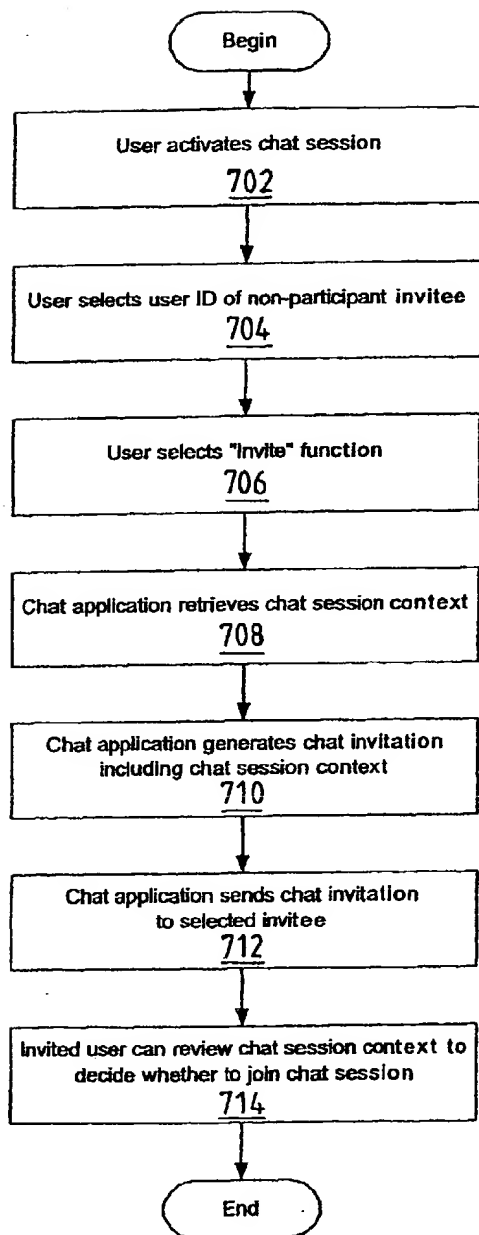 Begin
User activates chat session
702
User selects user ID of non-participant invitee
704
User selects "Invite" function
706
Chat application retrieves chat session context
708
Chat application generates chat invitation
including chat session context
710
Chat application sends chat invitation
to selected invitee
712
Invited user can review chat session context to
decide whether to join chat session
714
End